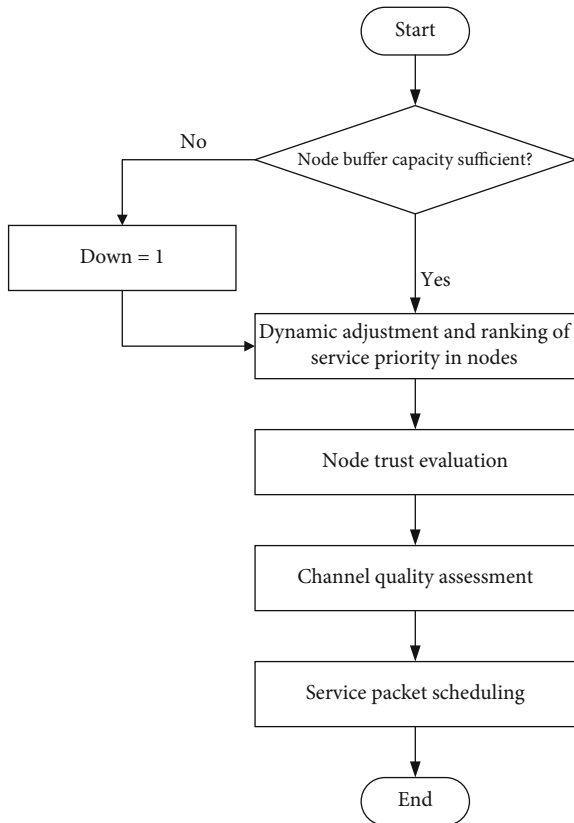 Start
No
Node buffer capacity sufficient?
Down = 1
Yes
Dynamic adjustment and ranking of
service priority in nodes
Node trust evaluation
Channel quality assessment
Service packet scheduling
End